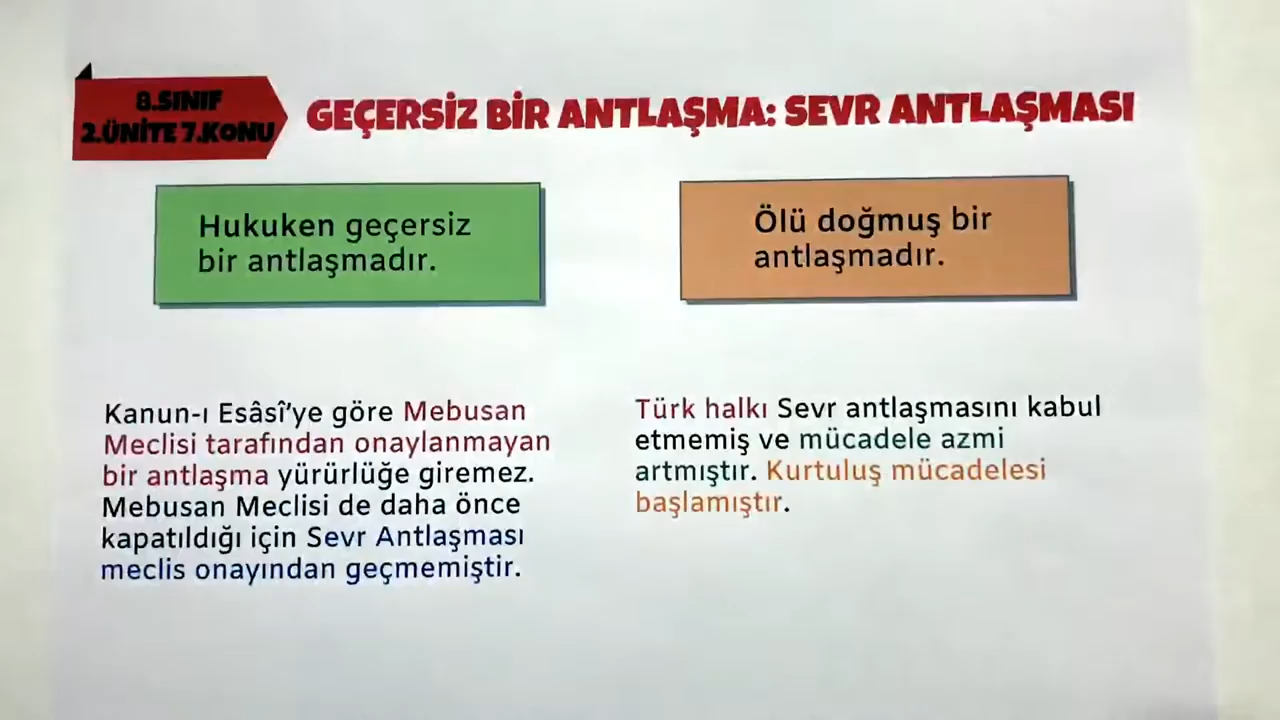 8.SINIF
2.ÜNİTE 7.KONU
GEÇERSİZ BİR ANTLAŞMA: SEVR ANTLAŞMASI
Hukuken geçersiz
bir antlaşmadır.
Ölü doğmuş bir
antlaşmadır.
Kanun-ı Esâsî’ye göre Mebusan
Meclisi tarafından onaylanmayan
bir antlaşma yürürlüğe giremez.
Mebusan Meclisi de daha önce
kapatıldığı için Sevr Antlaşması
meclis onayından geçmemiştir.
Türk halkı Sevr antlaşmasını kabul
etmemiş ve mücadele azmi
artmıştır. Kurtuluş mücadelesi
başlamıştır.